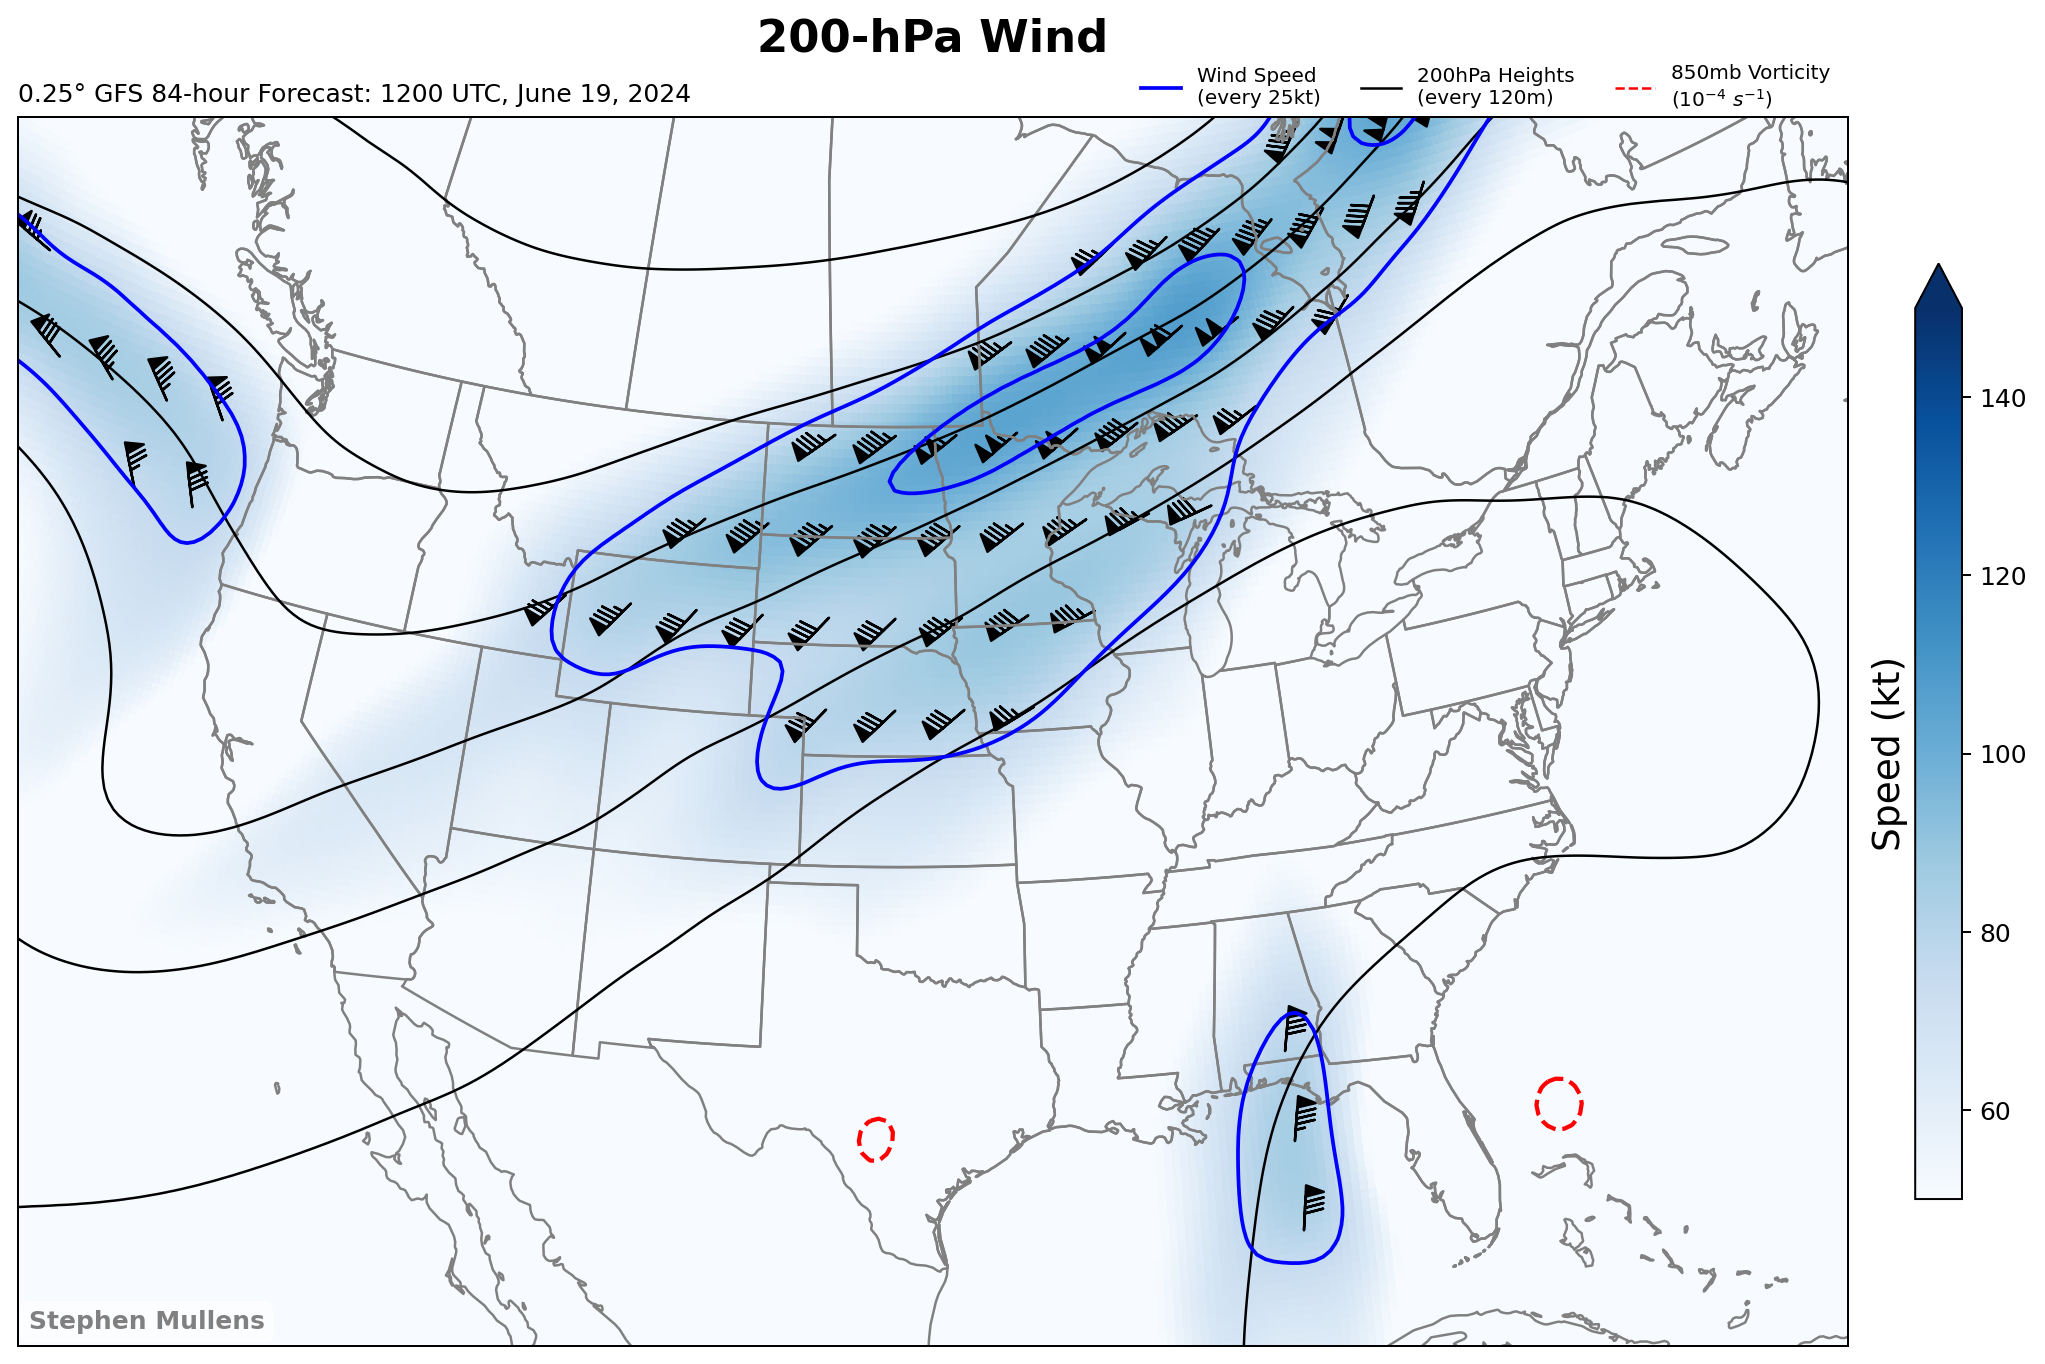 200-hPa Wind
0.25° GFS 84-hour Forecast: 1200 UTC, June 19, 2024
Wind Speed
(every 25kt)
200hPa Heights
(every 120m)
850mb Vorticity
(10⁻⁴ s⁻¹)
140
120
100
80
60
Speed (kt)
Stephen Mullens